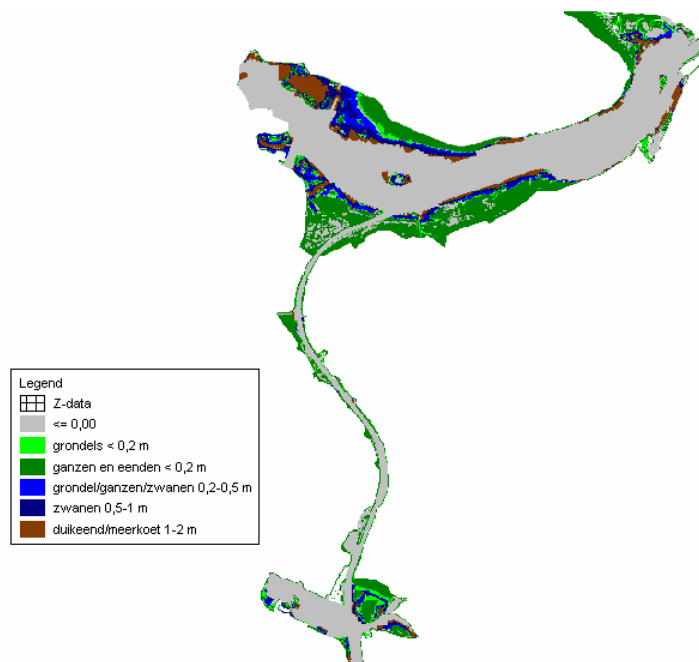 Legend
Z-data
<= 0,00
grondels < 0,2 m
ganzen en eenden < 0,2 m
grondel/ganzen/zwanen 0,2-0,5 m
zwanen 0,5-1 m
duikeend/meerkoet 1-2 m